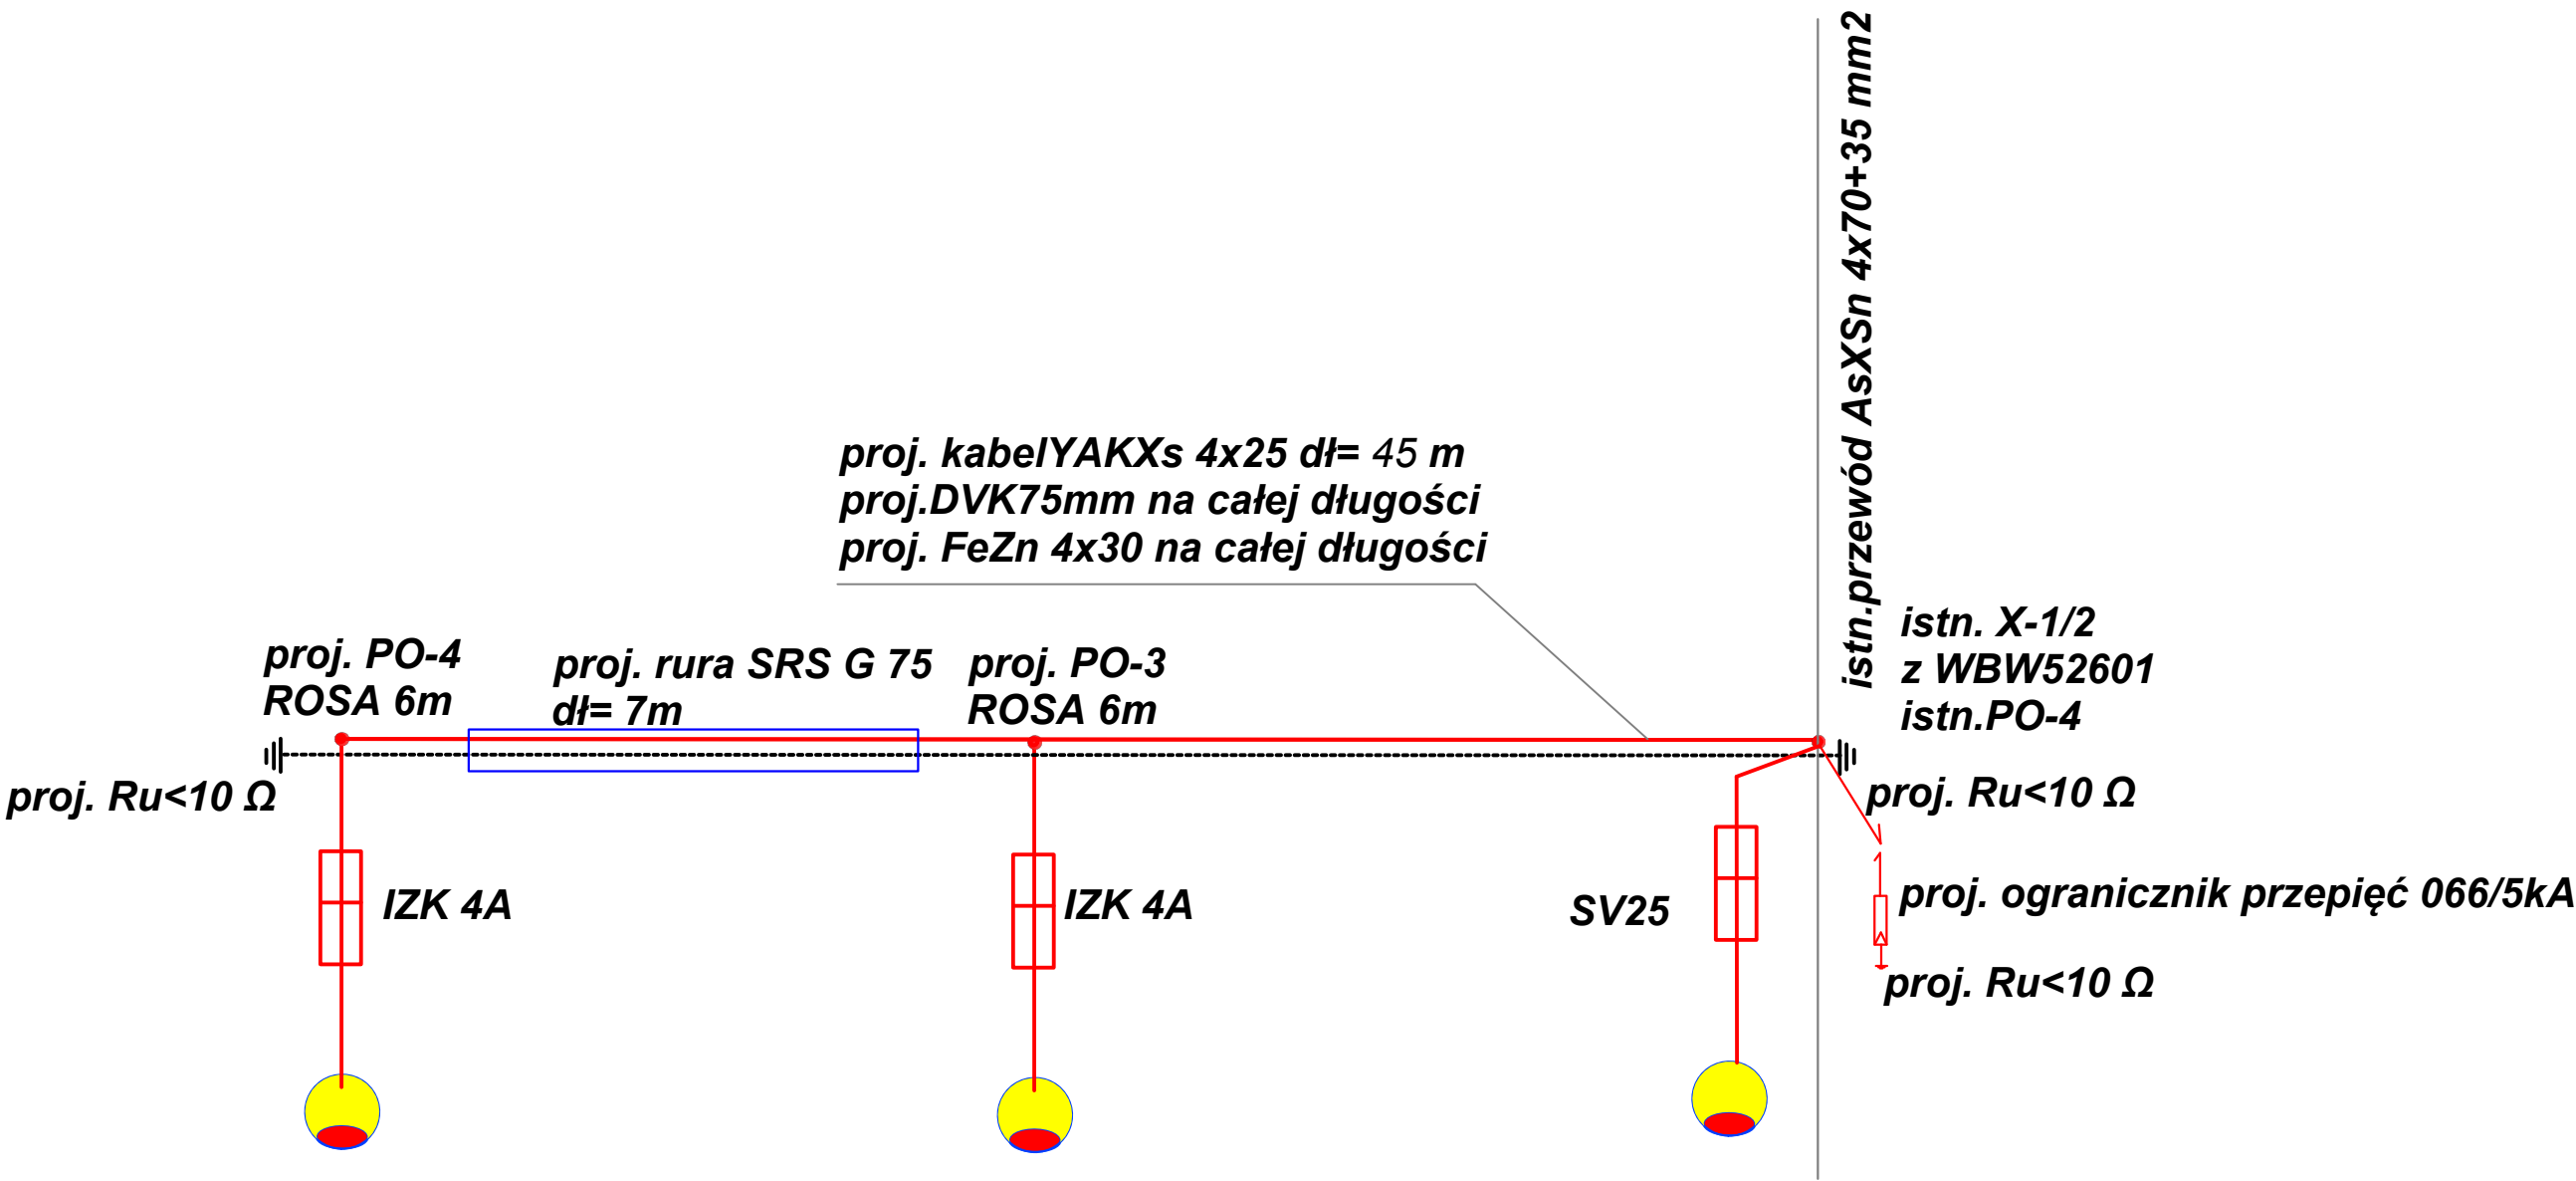 istn.przewód AsXSn 4x70+35 mm2
proj. kabelYAKXs 4x25 dł= 45 m
proj.DVK75mm na całej długości
proj. FeZn 4x30 na całej długości
istn. X-1/2
z WBW52601
istn.PO-4
proj. PO-4
ROSA 6m
proj. rura SRS G 75
dł= 7m
proj. PO-3
ROSA 6m
proj. Ru<10 Ω
proj. Ru<10 Ω
IZK 4A
IZK 4A
SV25
proj. ogranicznik przepięć 066/5kA
proj. Ru<10 Ω